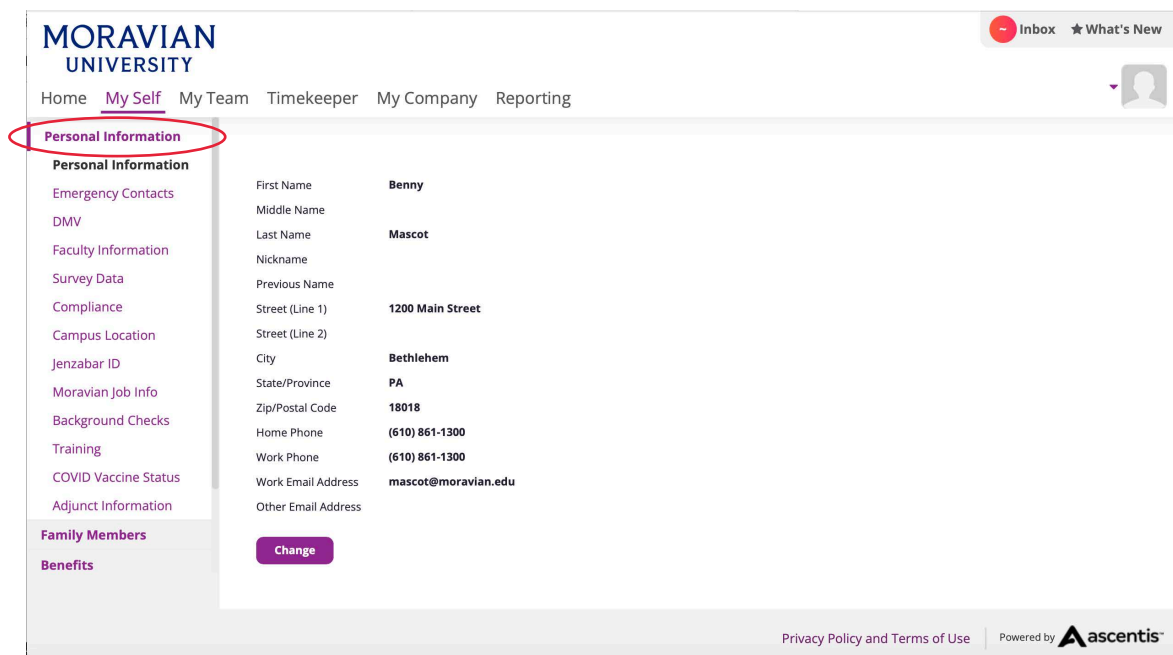 MORAVIAN
UNIVERSITY
~ Inbox ★ What's New
Home My Self My Team Timekeeper My Company Reporting
Personal Information
Personal Information
Emergency Contacts
DMV
Faculty Information
Survey Data
Compliance
Campus Location
Jenzabar ID
Moravian Job Info
Background Checks
Training
COVID Vaccine Status
Adjunct Information
Family Members
Benefits
First Name Benny
Middle Name
Last Name Mascot
Nickname
Previous Name
Street (Line 1) 1200 Main Street
Street (Line 2)
City Bethlehem
State/Province PA
Zip/Postal Code 18018
Home Phone (610) 861-1300
Work Phone (610) 861-1300
Work Email Address mascot@moravian.edu
Other Email Address
Change
Privacy Policy and Terms of Use Powered by ascentis